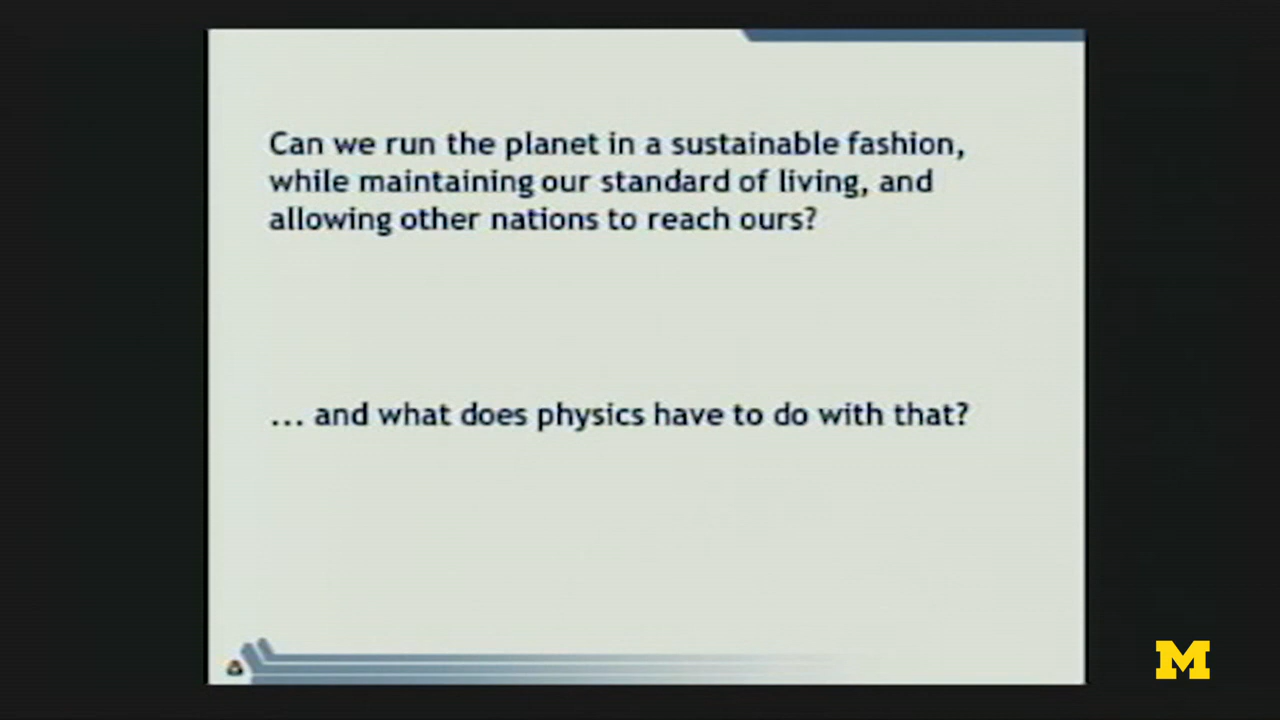 Can we run the planet in a sustainable fashion,
while maintaining our standard of living, and
allowing other nations to reach ours?
... and what does physics have to do with that?
M